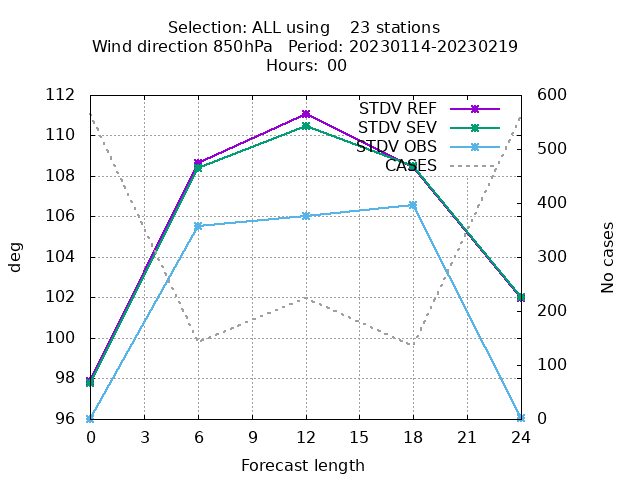 Selection: ALL using    23 stations
Wind direction 850hPa   Period: 20230114-20230219
Hours: 00
STDV REF
STDV SEV
STDV OBS
CASES
112
110
108
106
104
102
100
98
96
600
500
400
300
200
100
0
0 3 6 9 12 15 18 21 24
deg
No cases
Forecast length